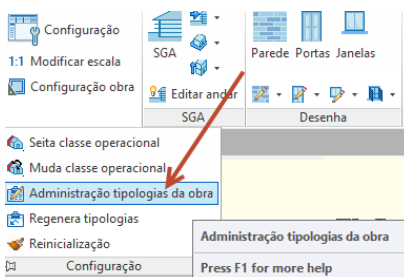 Configuração
1:1 Modificar escala
Configuração obra
SGA
Editar andar
SGA
Parede Portas Janelas
Desenha
Seita classe operacional
Muda classe operacional
Administração tipologias da obra
Regenera tipologias
Reinicialização
Configuração
Administração tipologias da obra
Press F1 for more help